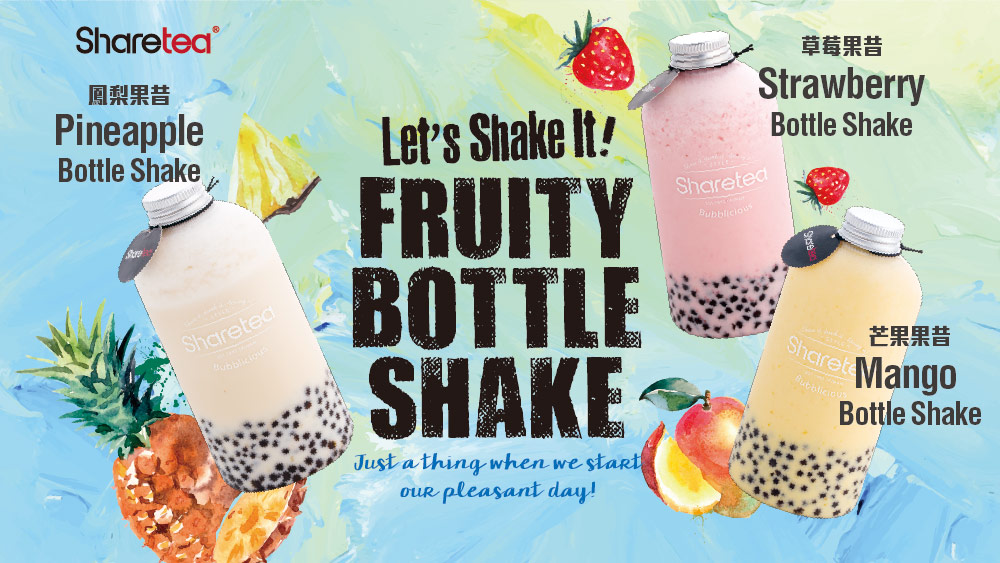 Sharetea®
鳳梨果昔
Pineapple
Bottle Shake
Let's Shake It!
FRUITY
BOTTLE
SHAKE
Just a thing when we start
our pleasant day!
草莓果昔
Strawberry
Bottle Shake
芒果果昔
Mango
Bottle Shake
Sharetea
Sharetea
Bubblicious
Sharetea
Bubblicious
Sharetea
Share
Bubblicious